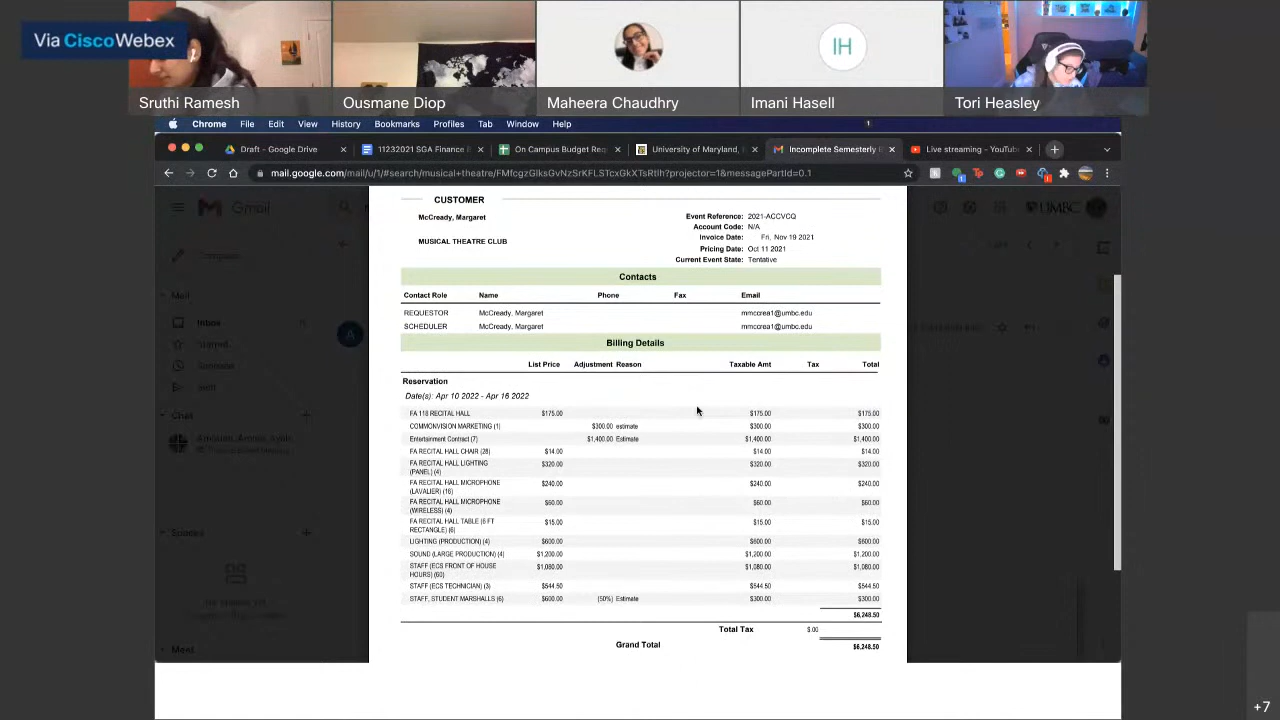 Via Cisco Webex
Sruthi Ramesh
Ousmane Diop
Maheera Chaudhry
IH
Imani Hasell
Tori Heasley
Chrome File Edit View History Bookmarks Profiles Tab Window Help
Draft - Google Drive
11232021 SGA Finance
On Campus Budget Req
University of Maryland,
Incomplete Semesterly
Live streaming - YouTube
mail.google.com/mail/u/1/#search/musical+theatre/FMfcgzGlksGvNzSrKFLSTcxGkXTsRtlh?projector=1&messagePartId=0.1
Gmail
UMBC
Compose
Mail
Inbox
Starred
Snoozed
Sent
Chat
Spaces
Meet
CUSTOMER
McCready, Margaret
MUSICAL THEATRE CLUB
Event Reference: 2021-ACCVCQ
Account Code: N/A
Invoice Date: Fri. Nov 19 2021
Pricing Date: Oct 11 2021
Current Event State: Tentative
Contacts
Contact Role Name Phone Fax Email
REQUESTOR McCready, Margaret mmccrea1@umbc.edu
SCHEDULER McCready, Margaret mmccrea1@umbc.edu
Billing Details
List Price Adjustment Reason Taxable Amt Tax Total
Reservation
Date(s): Apr 10 2022 - Apr 16 2022
FA 118 RECITAL HALL $175.00 $175.00 $175.00
COMMONVISION MARKETING (1) $300.00 estimate $300.00 $300.00
Entertainment Contract (7) $1,400.00 Estimate $1,400.00 $1,400.00
FA RECITAL HALL CHAIR (28) $14.00 $14.00 $14.00
FA RECITAL HALL LIGHTING $320.00 $320.00 $320.00
(PANEL) (4)
FA RECITAL HALL MICROPHONE $240.00 $240.00 $240.00
(LAVALIER) (16)
FA RECITAL HALL MICROPHONE $60.00 $60.00 $60.00
(WIRELESS) (4)
FA RECITAL HALL TABLE (6 FT $15.00 $15.00 $15.00
RECTANGLE) (6)
LIGHTING (PRODUCTION) (4) $600.00 $600.00 $600.00
SOUND (LARGE PRODUCTION) (4) $1,200.00 $1,200.00 $1,200.00
STAFF (ECS FRONT OF HOUSE $1,080.00 $1,080.00 $1,080.00
HOURS) (60)
STAFF (ECS TECHNICIAN) (3) $544.50 $544.50 $544.50
STAFF, STUDENT MARSHALLS (6) $600.00 (50%) Estimate $300.00 $300.00
$6,248.50
Total Tax $.00
Grand Total $6,248.50
+7